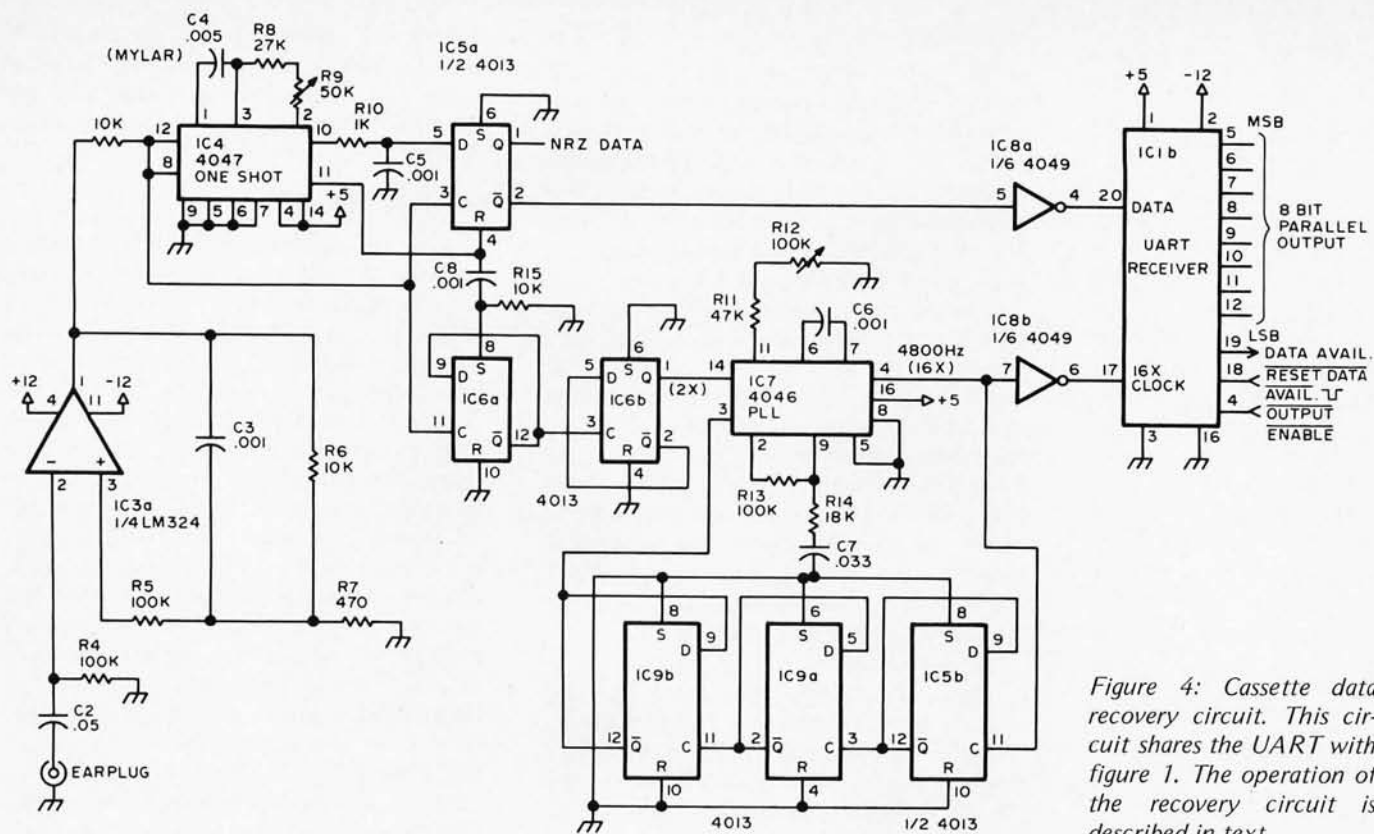 C4
.005
(MYLAR)
R8
27K
R9
50K
1
3
2
10K
12
8
IC4
4047
ONE SHOT
10
11
9
5
6
7
4
14
+5
R10
1K
C5
.001
IC5a
1/2 4013
6
S
5
D
Q
1
NRZ DATA
3
C
Q
2
R
4
C8
.001
R15
10K
8
S
9
D
IC6a
11
C
Q
12
R
10
6
S
5
D
Q
1
(2X)
IC6b
3
C
Q
2
R
4
4013
R12
100K
R11
47K
C6
.001
11
6
7
14
IC7
4046
PLL
3
4
16
8
+5
2
9
5
4800Hz
(16X)
R13
100K
R14
18K
C7
.033
IC8a
1/6 4049
5
4
IC8b
1/6 4049
7
6
+5
-12
1
2
IC1b
20
DATA
UART
RECEIVER
17
16X
CLOCK
3
16
MSB
5
6
7
8
9
10
11
12
LSB
8 BIT
PARALLEL
OUTPUT
19
DATA AVAIL.
18
RESET DATA
AVAIL.
4
OUTPUT
ENABLE
+12
4
1
11
-12
-
+
2
3
IC3a
1/4 LM324
C3
.001
R6
10K
R5
100K
R7
470
R4
100K
C2
.05
EARPLUG
8
S
9
D
IC9b
12
Q
C
11
R
10
6
S
5
D
IC9a
2
Q
C
3
R
4
4013
8
S
9
D
IC5b
12
Q
C
11
R
10
1/2 4013
Figure 4: Cassette data
recovery circuit. This cir-
cuit shares the UART with
figure 1. The operation of
the recovery circuit is
described in text.